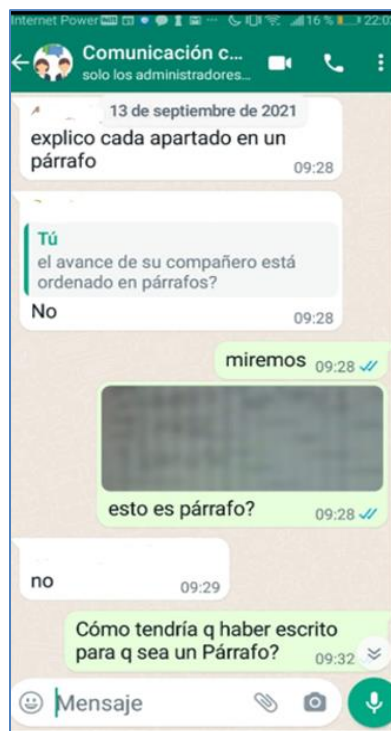 Internet Power
16 %
22:0
Comunicación c...
solo los administradores...
13 de septiembre de 2021
explico cada apartado en un
párrafo
09:28
Tú
el avance de su compañero está
ordenado en párrafos?
No
09:28
miremos 09:28
esto es párrafo?
09:28
no
09:29
Cómo tendría q haber escrito
para q sea un Párrafo?
09:32
Mensaje